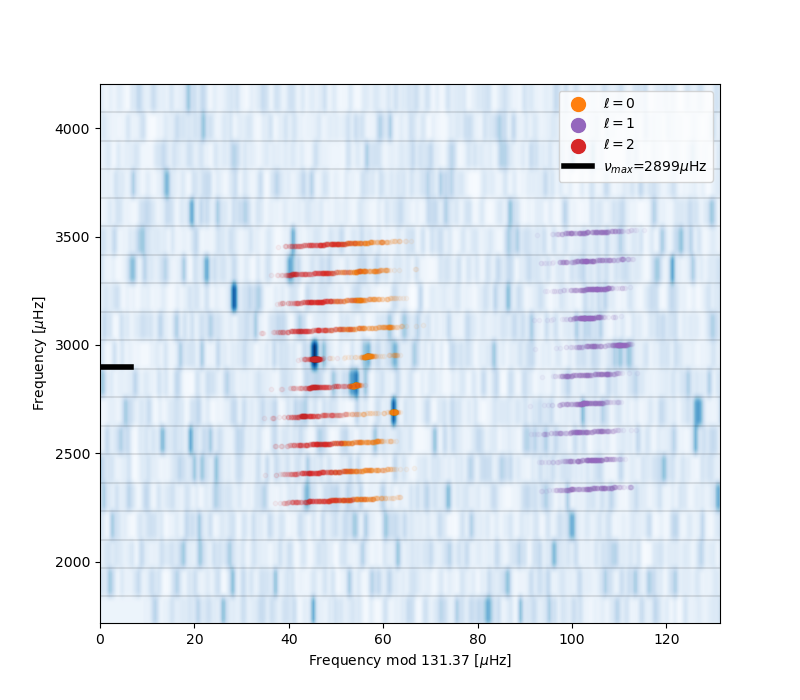 ℓ = 0
ℓ = 1
ℓ = 2
ν_max=2899μHz
4000
3500
3000
2500
2000
Frequency [μHz]
0 20 40 60 80 100 120
Frequency mod 131.37 [μHz]